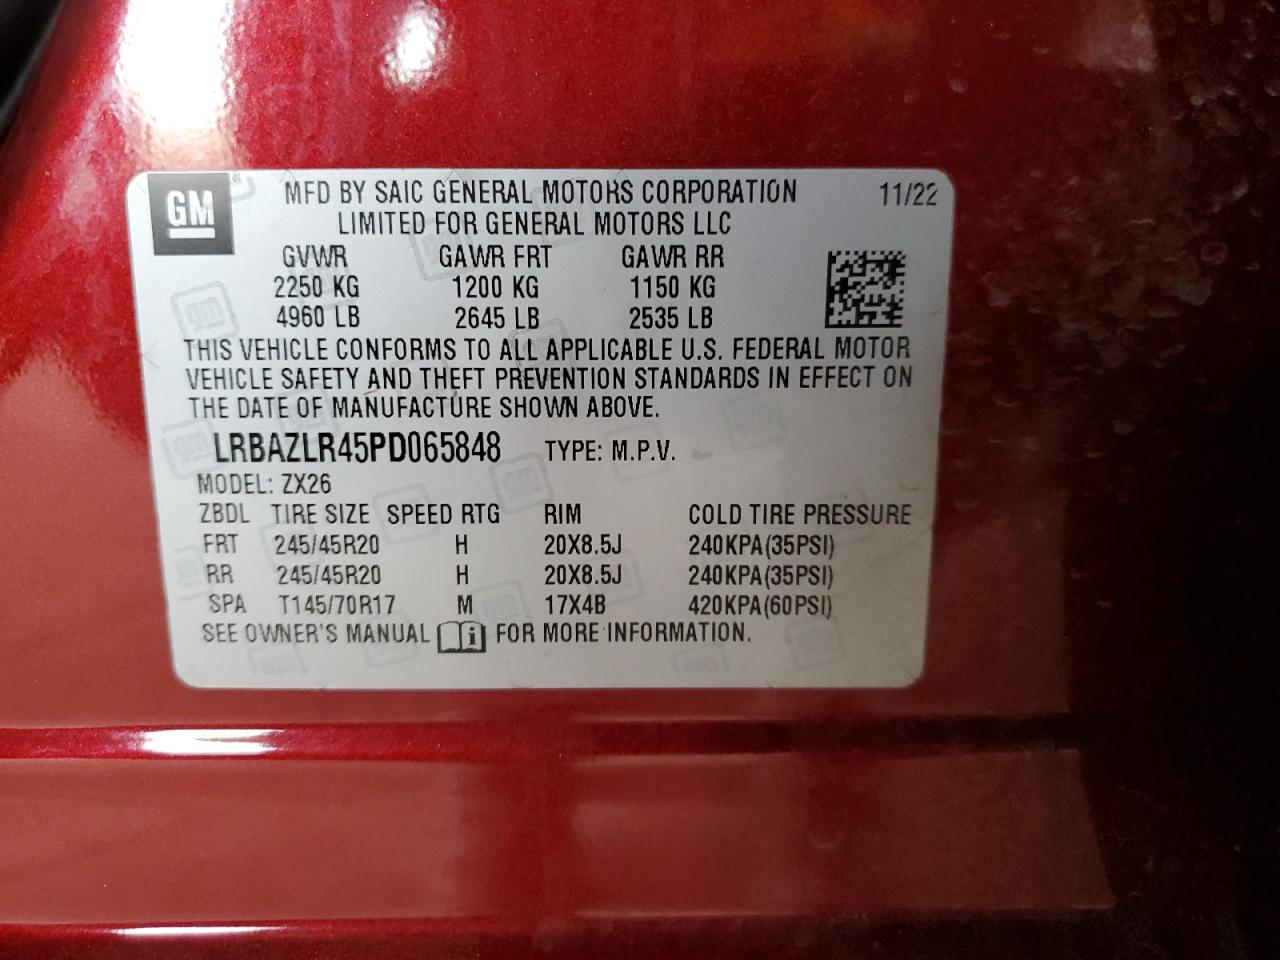 GM
MFD BY SAIC GENERAL MOTORS CORPORATION 11/22
LIMITED FOR GENERAL MOTORS LLC
GVWR GAWR FRT GAWR RR
2250 KG 1200 KG 1150 KG
4960 LB 2645 LB 2535 LB
THIS VEHICLE CONFORMS TO ALL APPLICABLE U.S. FEDERAL MOTOR
VEHICLE SAFETY AND THEFT PREVENTION STANDARDS IN EFFECT ON
THE DATE OF MANUFACTURE SHOWN ABOVE.
LRBAZLR45PD065848 TYPE: M.P.V.
MODEL: ZX26
ZBDL TIRE SIZE SPEED RTG RIM COLD TIRE PRESSURE
FRT 245/45R20 H 20X8.5J 240KPA(35PSI)
RR 245/45R20 H 20X8.5J 240KPA(35PSI)
SPA T145/70R17 M 17X4B 420KPA(60PSI)
SEE OWNER'S MANUAL i FOR MORE INFORMATION.